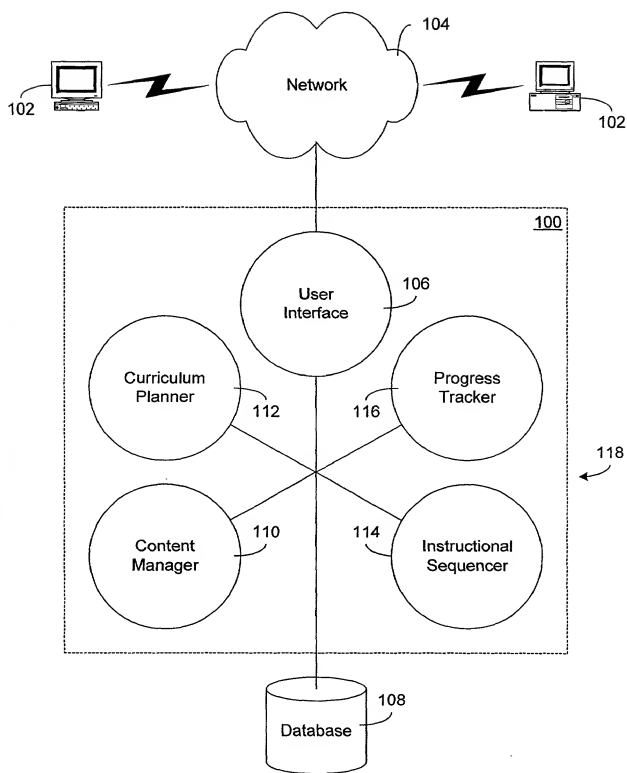 104
Network
102
102
100
User
Interface
106
Curriculum
Planner
Progress
Tracker
112
116
118
Content
Manager
110
114
Instructional
Sequencer
Database
108